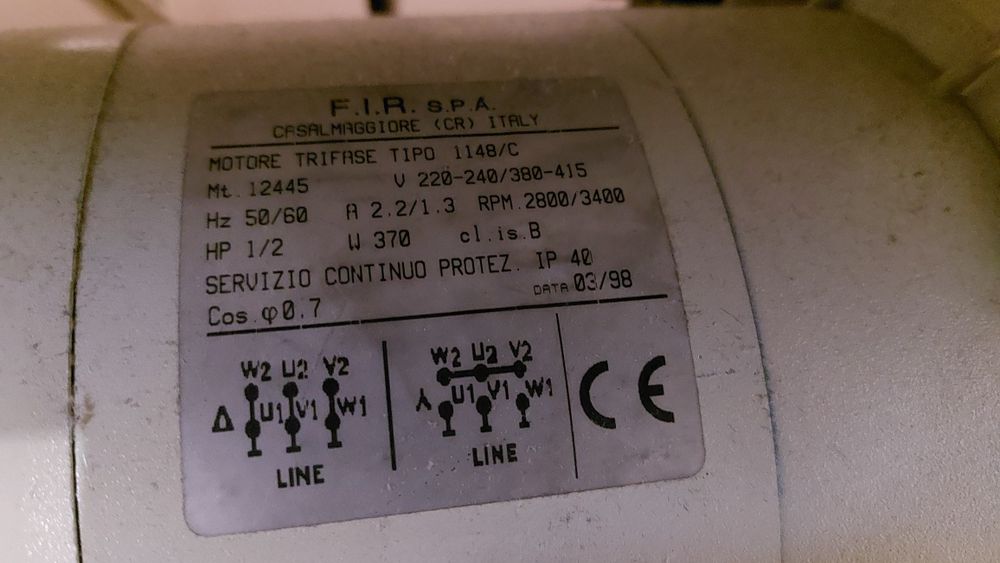 F.I.R. S.P.A.
CASALMAGGIORE (CR) ITALY
MOTORE TRIFASE TIPO 1148/C
Mt. 12445 V 220-240/380-415
Hz 50/60 A 2.2/1.3 RPM.2800/3400
HP 1/2 W 370 cl.is.B
SERVIZIO CONTINUO PROTEZ. IP 40
Cos φ0.7 DATA 03/98
W2 U2 V2
Δ U1 V1 W1
LINE
W2 U2 V2
⅄ U1 V1 W1
LINE
CE